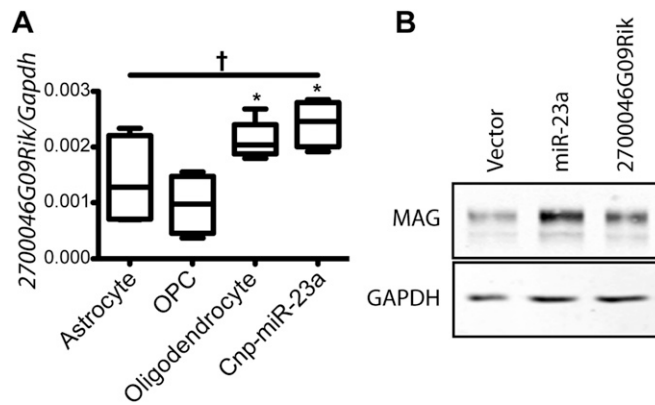 A
2700046G09Rik/Gapdh
0.003
0.002
0.001
0.000
†
*
*
Astrocyte
OPC
Oligodendrocyte
Cnp-miR-23a
B
Vector
miR-23a
2700046G09Rik
MAG
GAPDH